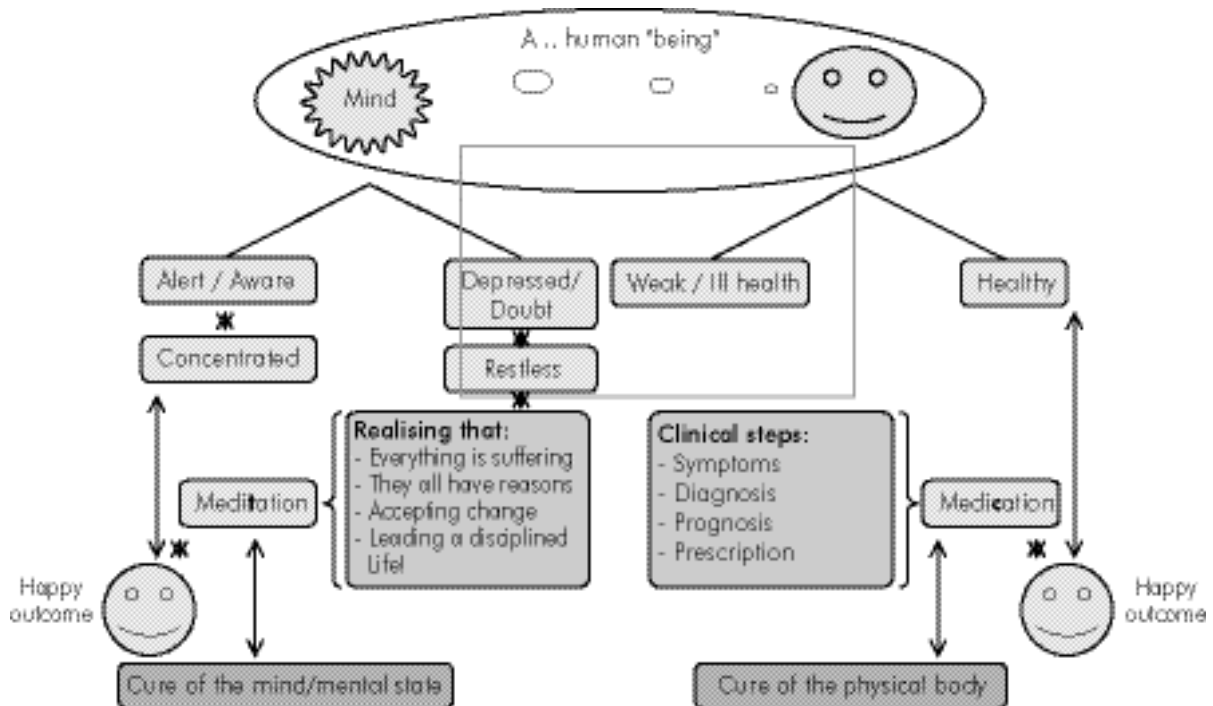 A .. human "being"
Mind
Alert / Aware
Depressed/
Doubt
Weak / Ill health
Healthy
Concentrated
Restless
Realising that:
- Everything is suffering
- They all have reasons
- Accepting change
- Leading a disciplined
Life!
Clinical steps:
- Symptoms
- Diagnosis
- Prognosis
- Prescription
Meditation
Medication
Happy
outcome
Happy
outcome
Cure of the mind/mental state
Cure of the physical body